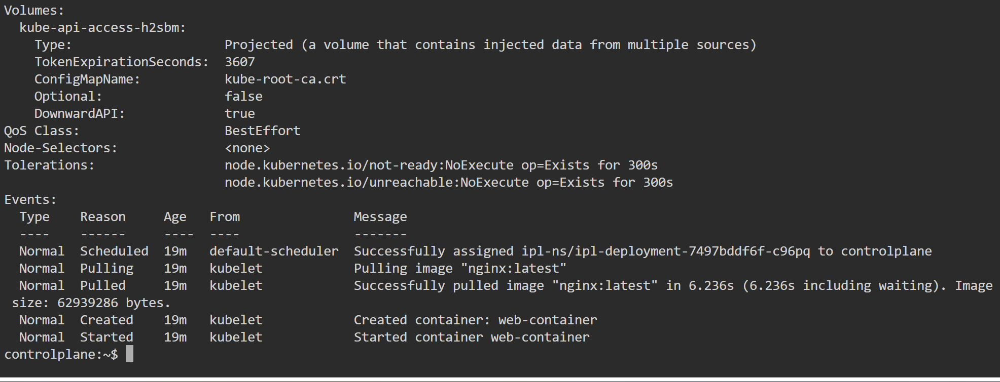 Volumes:
  kube-api-access-h2sbm:
    Type:                    Projected (a volume that contains injected data from multiple sources)
    TokenExpirationSeconds:  3607
    ConfigMapName:           kube-root-ca.crt
    Optional:                false
    DownwardAPI:             true
QoS Class:                   BestEffort
Node-Selectors:              <none>
Tolerations:                 node.kubernetes.io/not-ready:NoExecute op=Exists for 300s
                             node.kubernetes.io/unreachable:NoExecute op=Exists for 300s
Events:
  Type    Reason     Age   From               Message
  ----    ------     ----  ----               -------
  Normal  Scheduled  19m   default-scheduler  Successfully assigned ipl-ns/ipl-deployment-7497bddf6f-c96pq to controlplane
  Normal  Pulling    19m   kubelet            Pulling image "nginx:latest"
  Normal  Pulled     19m   kubelet            Successfully pulled image "nginx:latest" in 6.236s (6.236s including waiting). Image
 size: 62939286 bytes.
  Normal  Created    19m   kubelet            Created container: web-container
  Normal  Started    19m   kubelet            Started container web-container
controlplane:~$